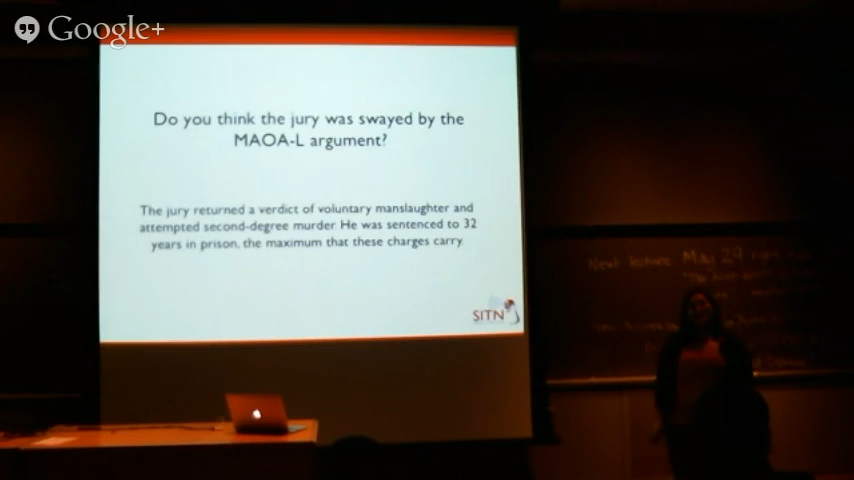 Google+
Do you think the jury was swayed by the
MAOA-L argument?
The jury returned a verdict of voluntary manslaughter and
attempted second-degree murder. He was sentenced to 32
years in prison, the maximum that these charges carry.
SITN
May 29